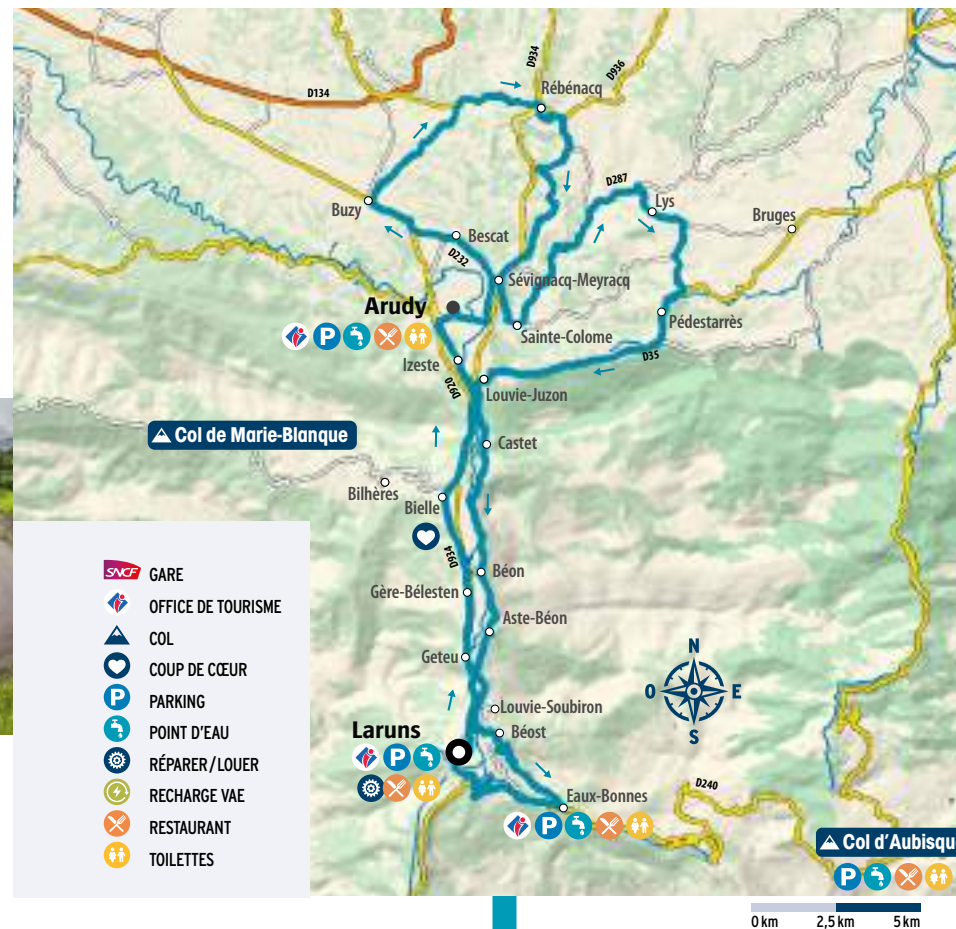 D934
D936
D134
Rébénacq
D287
Lys
Buzy
Bruges
Bescat
D232
Sévignacq-Meyracq
Arudy
P
Pédestarrès
Sainte-Colome
D35
Izeste
D920
Louvie-Juzon
Col de Marie-Blanque
Castet
Bilhères
Bielle
D934
Béon
Gère-Bélesten
Aste-Béon
Geteu
N
O
E
S
Louvie-Soubiron
Béost
Laruns
P
Eaux-Bonnes
P
D240
Col d'Aubisqu
P
SNCF GARE
OFFICE DE TOURISME
COL
COUP DE CŒUR
P PARKING
POINT D'EAU
RÉPARER/LOUER
RECHARGE VAE
RESTAURANT
TOILETTES
0 km 2,5 km 5 km